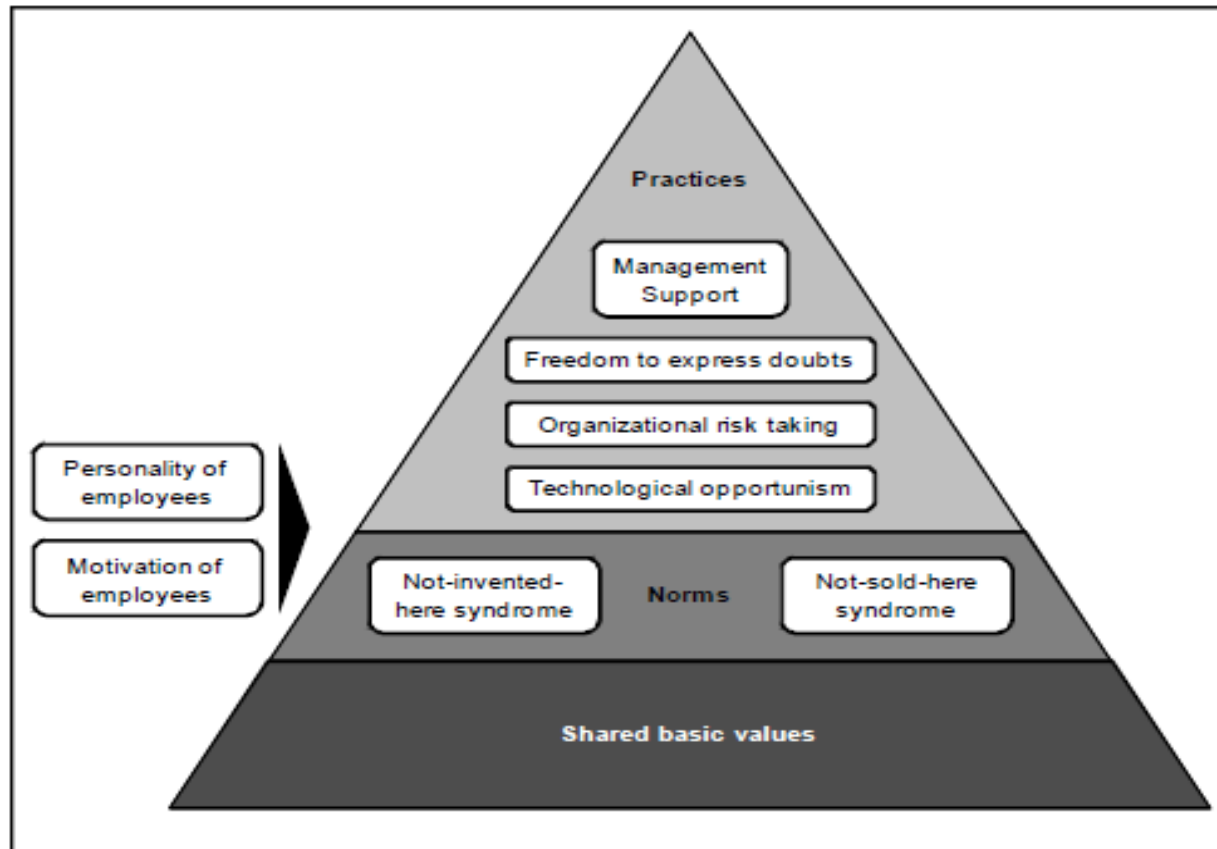 Practices
Management
Support
Freedom to express doubts
Organizational risk taking
Technological opportunism
Personality of
employees
Motivation of
employees
Not-invented-
here syndrome
Norms
Not-sold-here
syndrome
Shared basic values